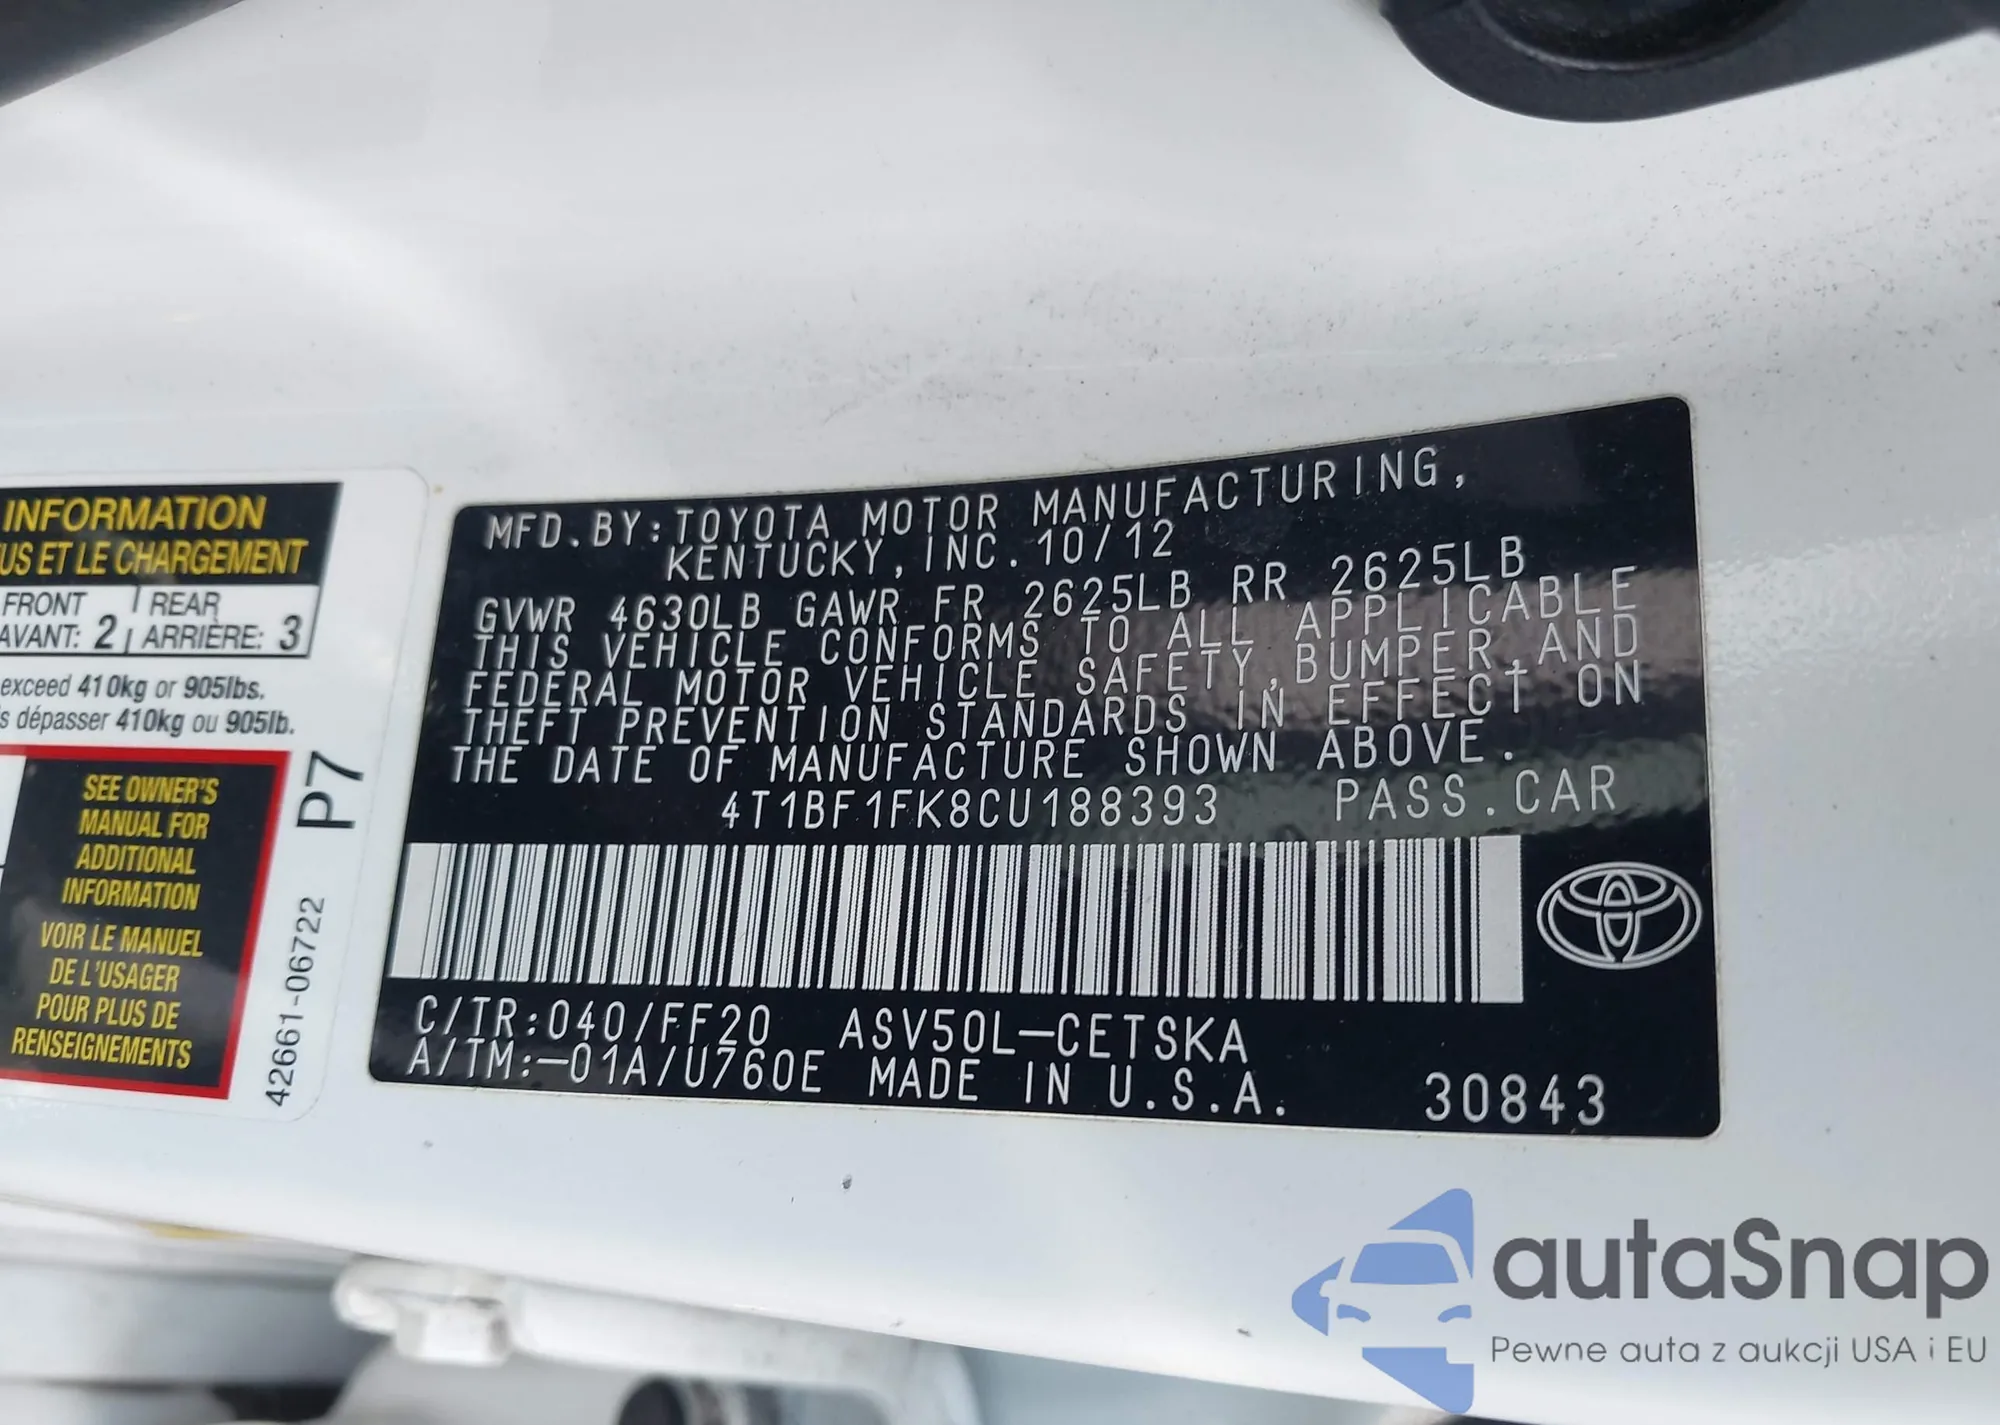 INFORMATION
US ET LE CHARGEMENT
FRONT REAR
AVANT: 2 ARRIÈRE: 3
exceed 410kg or 905lbs.
s dépasser 410kg ou 905lb.
SEE OWNER'S
MANUAL FOR
ADDITIONAL
INFORMATION
VOIR LE MANUEL
DE L'USAGER
POUR PLUS DE
RENSEIGNEMENTS
P7
42661-06722
MFD.BY:TOYOTA MOTOR MANUFACTURING,
KENTUCKY,INC.10/12
GVWR 4630LB GAWR FR 2625LB RR 2625LB
THIS VEHICLE CONFORMS TO ALL APPLICABLE
FEDERAL MOTOR VEHICLE SAFETY,BUMPER,AND
THEFT PREVENTION STANDARDS IN EFFECT ON
THE DATE OF MANUFACTURE SHOWN ABOVE.
4T1BF1FK8CU188393 PASS.CAR
C/TR:040/FF20 ASV50L-CETSKA
A/TM:-01A/U760E MADE IN U.S.A. 30843
autaSnap
Pewne auta z aukcji USA i EU